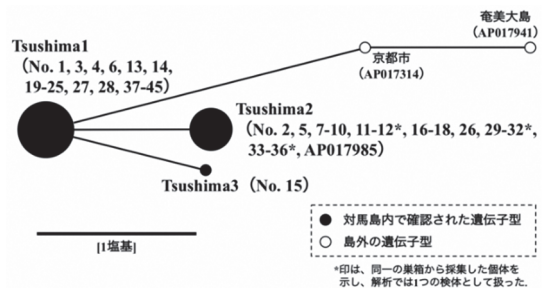 奄美大島
(AP017941)
Tsushima1
(No. 1, 3, 4, 6, 13, 14,
19-25, 27, 28, 37-45)
京都市
(AP017314)
Tsushima2
(No. 2, 5, 7-10, 11-12*, 16-18, 26, 29-32*,
33-36*, AP017985)
Tsushima3 (No. 15)
[1塩基]
対馬島内で確認された遺伝子型
島外の遺伝子型
*印は、同一の巣箱から採集した個体を
示し、解析では1つの検体として扱った.